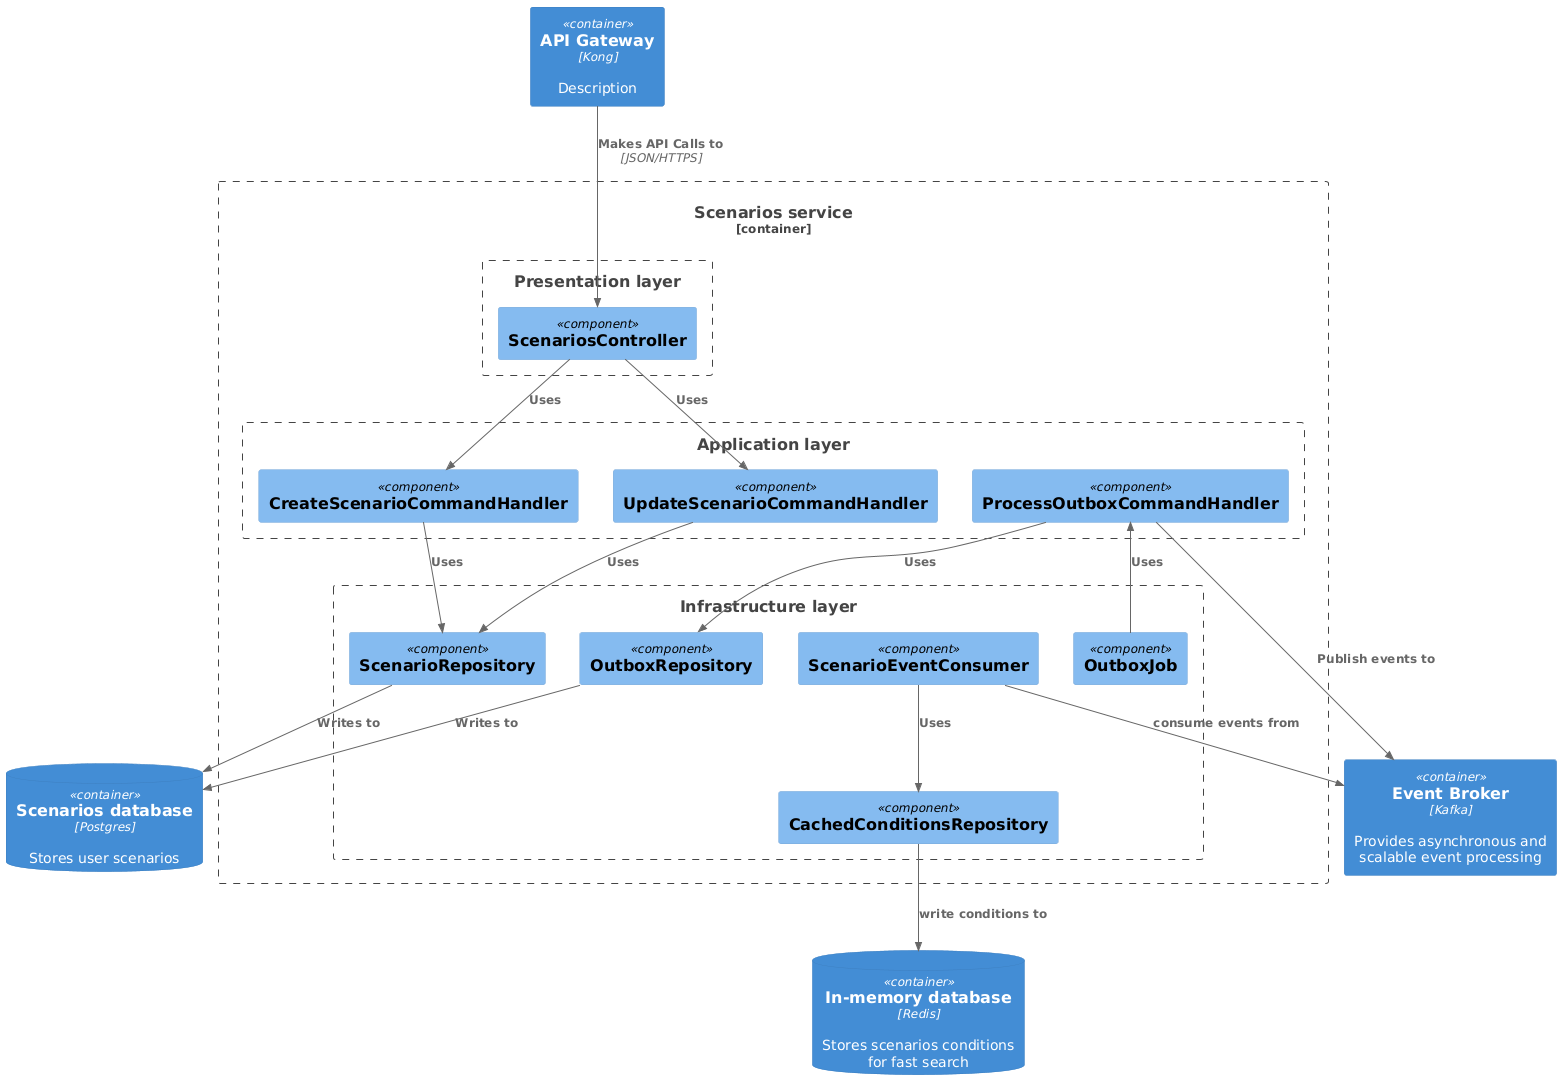 «container»
API Gateway
[Kong]
Description
Makes API Calls to
[JSON/HTTPS]
Scenarios service
[container]
Presentation layer
«component»
ScenariosController
Uses
Uses
Application layer
«component»
CreateScenarioCommandHandler
«component»
UpdateScenarioCommandHandler
«component»
ProcessOutboxCommandHandler
Uses
Uses
Uses
Uses
Infrastructure layer
«component»
ScenarioRepository
«component»
OutboxRepository
«component»
ScenarioEventConsumer
«component»
OutboxJob
Publish events to
Writes to
Writes to
Uses
consume events from
«container»
Scenarios database
[Postgres]
Stores user scenarios
«component»
CachedConditionsRepository
«container»
Event Broker
[Kafka]
Provides asynchronous and
scalable event processing
write conditions to
«container»
In-memory database
[Redis]
Stores scenarios conditions
for fast search